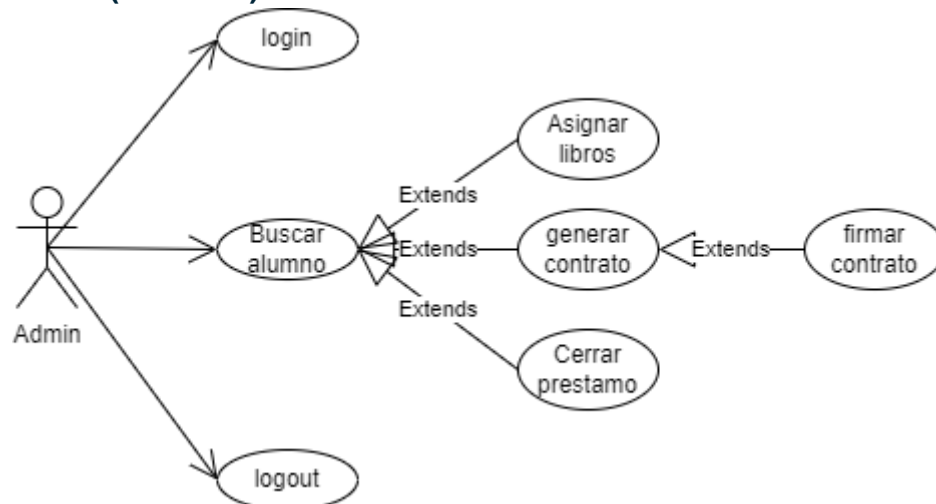 login
Asignar
libros
Extends
Buscar
alumno
Extends
generar
contrato
Extends
firmar
contrato
Extends
Admin
Cerrar
prestamo
logout